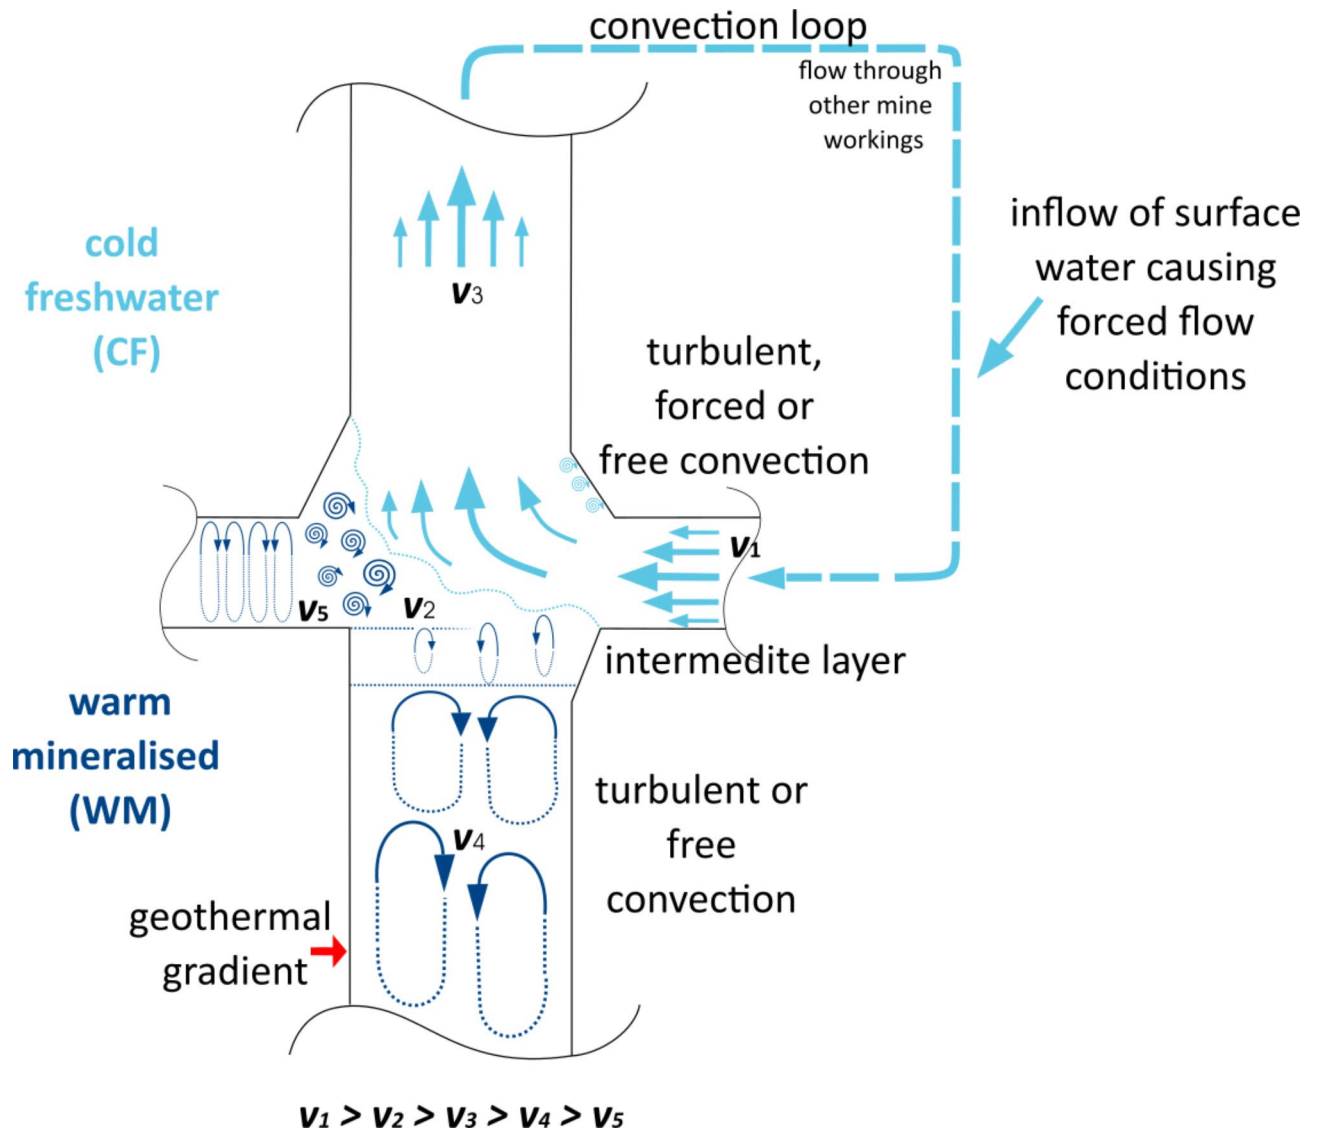 convection loop
flow through
other mine
workings
inflow of surface
water causing
forced flow
conditions
cold
freshwater
(CF)
v3
turbulent,
forced or
free convection
v1
v5
v2
intermedite layer
warm
mineralised
(WM)
turbulent or
free
convection
v4
geothermal
gradient
v1 > v2 > v3 > v4 > v5